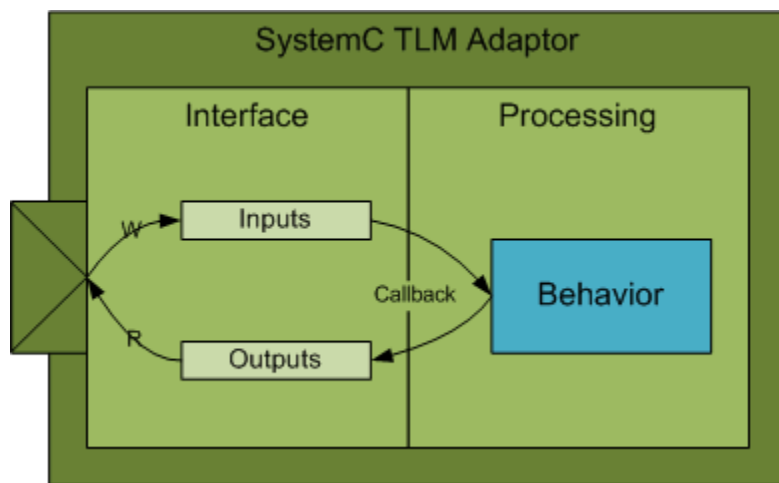 SystemC TLM Adaptor
Interface
Processing
W
Inputs
Callback
Behavior
R
Outputs